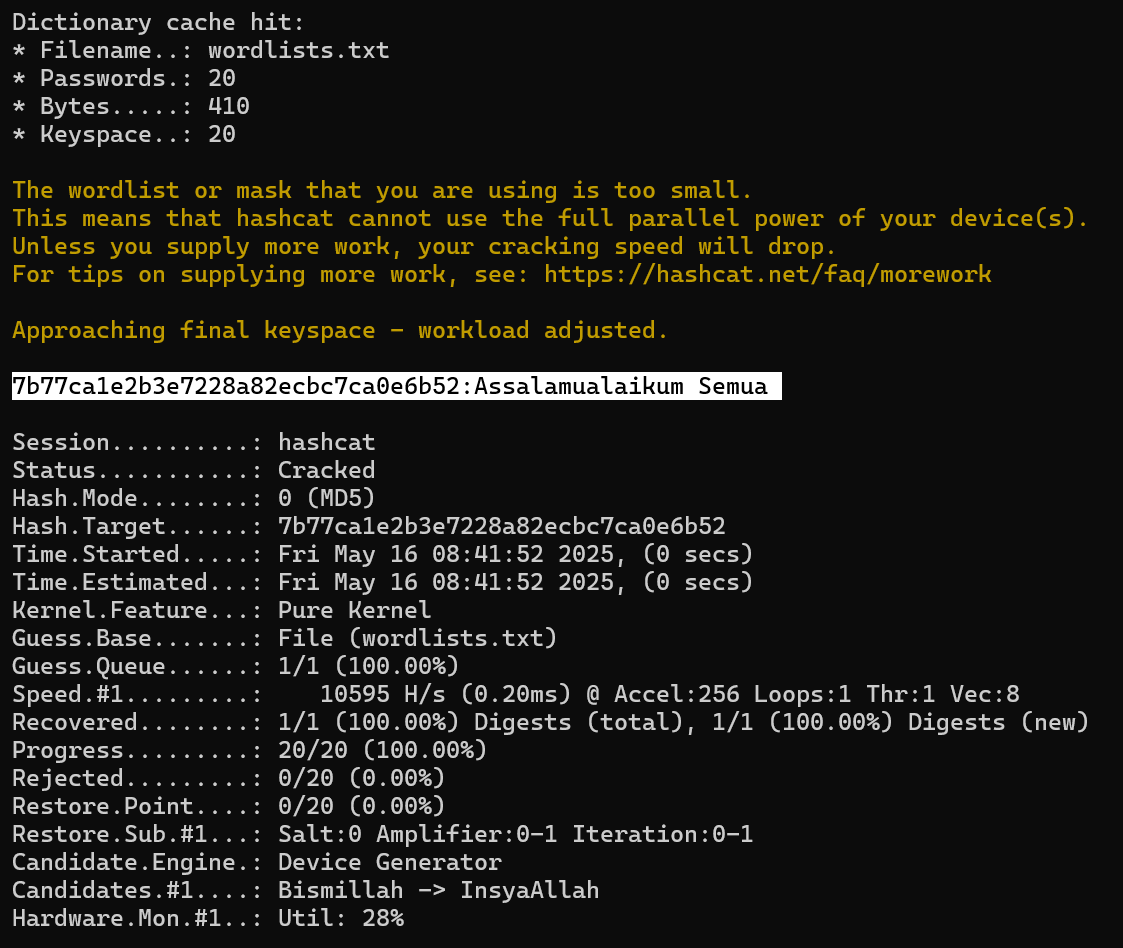 Dictionary cache hit:
* Filename..: wordlists.txt
* Passwords.: 20
* Bytes.....: 410
* Keyspace..: 20
The wordlist or mask that you are using is too small.
This means that hashcat cannot use the full parallel power of your device(s).
Unless you supply more work, your cracking speed will drop.
For tips on supplying more work, see: https://hashcat.net/faq/morework
Approaching final keyspace - workload adjusted.
7b77ca1e2b3e7228a82ecbc7ca0e6b52:Assalamualaikum Semua
Session..........: hashcat
Status...........: Cracked
Hash.Mode........: 0 (MD5)
Hash.Target......: 7b77ca1e2b3e7228a82ecbc7ca0e6b52
Time.Started.....: Fri May 16 08:41:52 2025, (0 secs)
Time.Estimated...: Fri May 16 08:41:52 2025, (0 secs)
Kernel.Feature...: Pure Kernel
Guess.Base.......: File (wordlists.txt)
Guess.Queue......: 1/1 (100.00%)
Speed.#1.........:    10595 H/s (0.20ms) @ Accel:256 Loops:1 Thr:1 Vec:8
Recovered........: 1/1 (100.00%) Digests (total), 1/1 (100.00%) Digests (new)
Progress.........: 20/20 (100.00%)
Rejected.........: 0/20 (0.00%)
Restore.Point....: 0/20 (0.00%)
Restore.Sub.#1...: Salt:0 Amplifier:0-1 Iteration:0-1
Candidate.Engine.: Device Generator
Candidates.#1....: Bismillah -> InsyaAllah
Hardware.Mon.#1..: Util: 28%